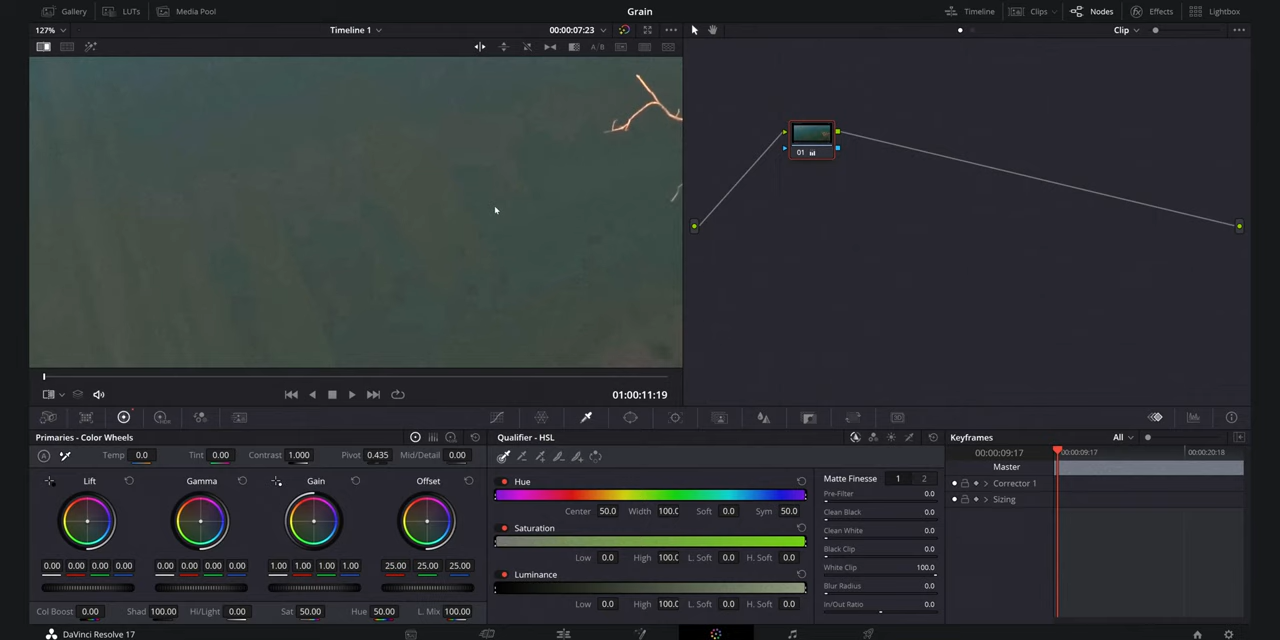 Gallery LUTs Media Pool Grain Timeline Clips Nodes Effects Lightbox
127% Timeline 1 00:00:07:23 Clip
A/B
01
01:00:11:19
Primaries - Color Wheels Qualifier - HSL Keyframes All
Temp 0.0 Tint 0.00 Contrast 1.000 Pivot 0.435 Mid/Detail 0.00 00:00:09:17 00:00:09:17 00:00:20:18
Master
Lift Gamma Gain Offset Hue Matte Finesse 1 2
Corrector 1
Pre-Filter 0.0
Sizing
Center 50.0 Width 100.0 Soft 0.0 Sym 50.0 Clean Black 0.0
Saturation Clean White 0.0
Black Clip 0.0
Low 0.0 High 100.0 L. Soft 0.0 H. Soft 0.0
0.00 0.00 0.00 0.00 0.00 0.00 0.00 0.00 1.00 1.00 1.00 1.00 25.00 25.00 25.00 White Clip 100.0
Luminance Blur Radius 0.0
Low 0.0 High 100.0 L. Soft 0.0 H. Soft 0.0 In/Out Ratio 0.0
Col Boost 0.00 Shad 100.00 Hi/Light 0.00 Sat 50.00 Hue 50.00 L. Mix 100.00
DaVinci Resolve 17